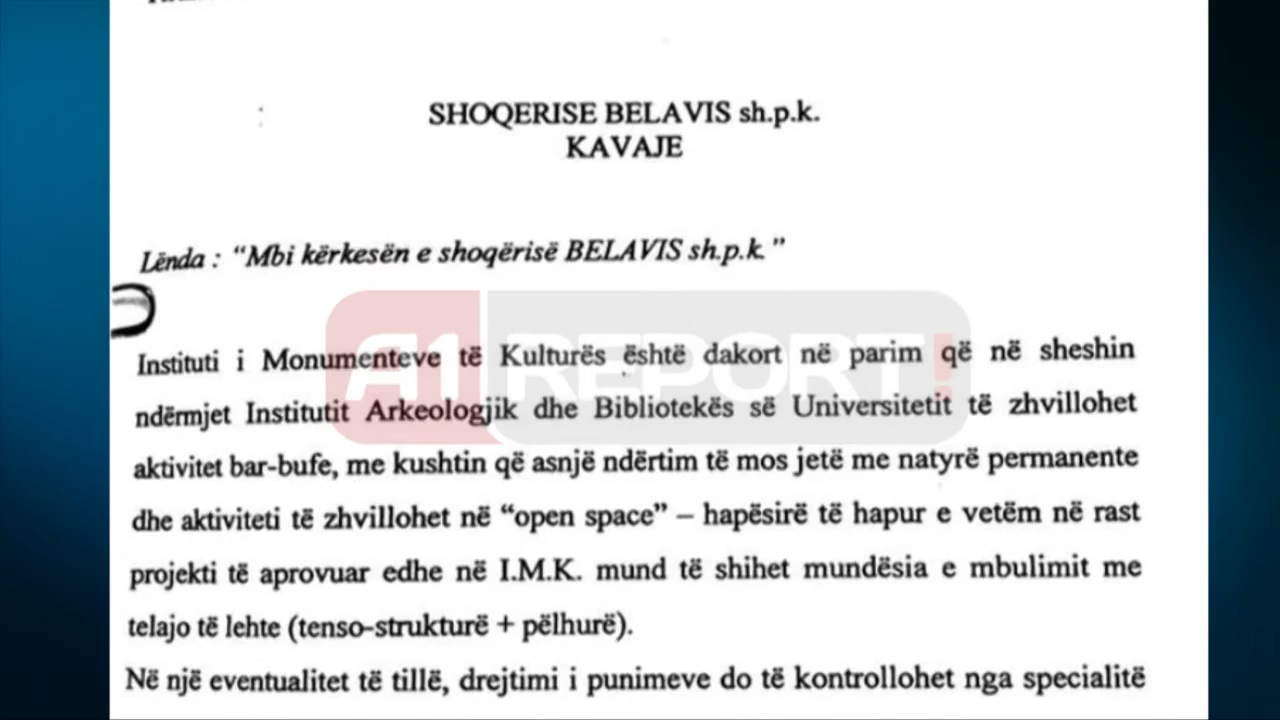 SHOQERISE BELAVIS sh.p.k.
KAVAJE
Lënda : “Mbi kërkesën e shoqërisë BELAVIS sh.p.k.”
A1 REPORT!
Instituti i Monumenteve të Kulturës është dakort në parim që në sheshin
ndërmjet Institutit Arkeologjik dhe Bibliotekës së Universitetit të zhvillohet
aktivitet bar-bufe, me kushtin që asnjë ndërtim të mos jetë me natyrë permanente
dhe aktiviteti të zhvillohet në “open space” – hapësirë të hapur e vetëm në rast
projekti të aprovuar edhe në I.M.K. mund të shihet mundësia e mbulimit me
telajo të lehte (tenso-strukturë + pëlhurë).
Në një eventualitet të tillë, drejtimi i punimeve do të kontrollohet nga specialitë